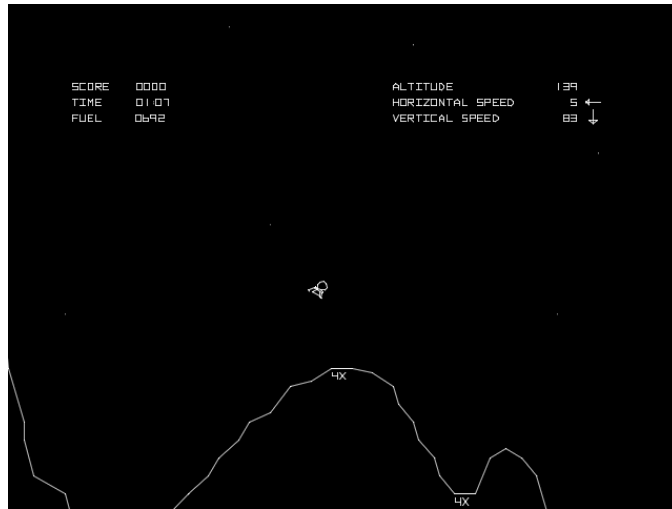 SCORE 0000
TIME 01:07
FUEL 0692
ALTITUDE 139
HORIZONTAL SPEED 5 ←
VERTICAL SPEED 83 ↓
4X
4X